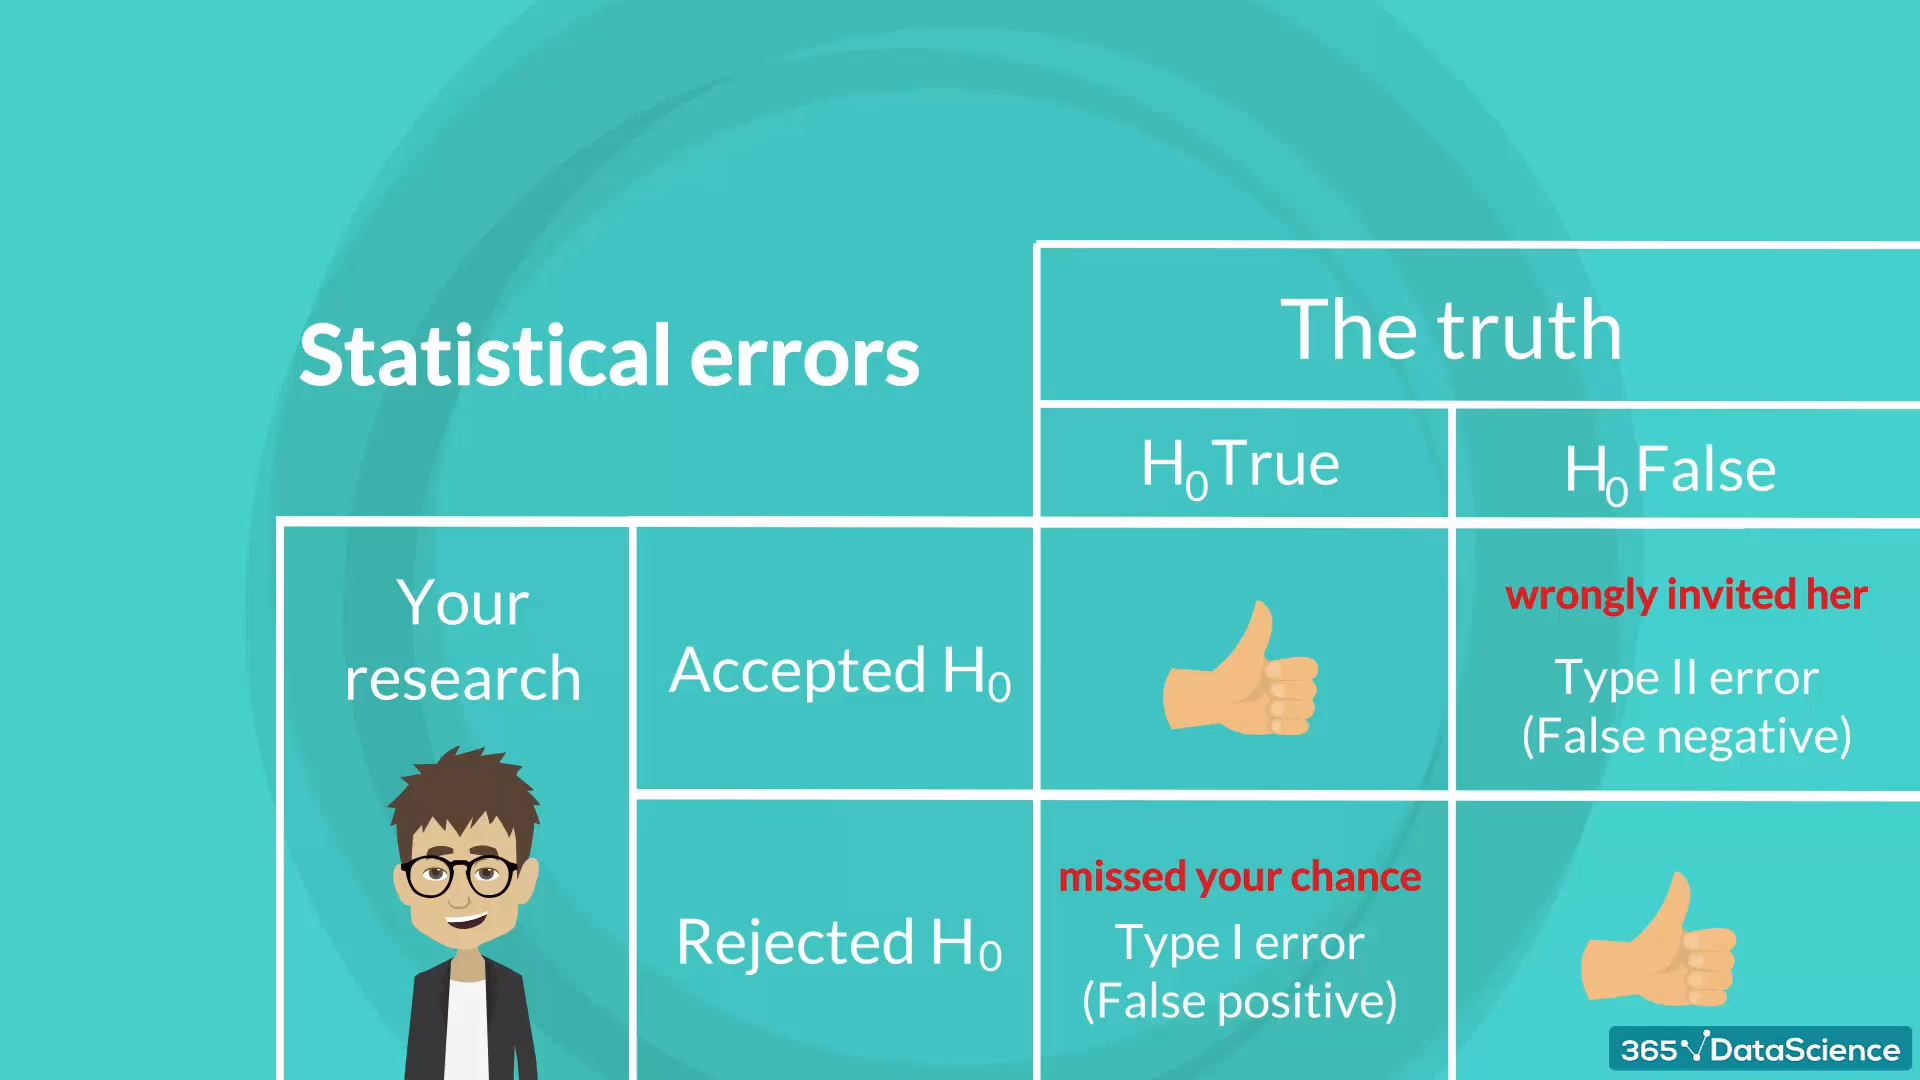 Statistical errors
The truth
H₀ True
H₀ False
Your
research
Accepted H₀
wrongly invited her
Type II error
(False negative)
Rejected H₀
missed your chance
Type I error
(False positive)
365 DataScience